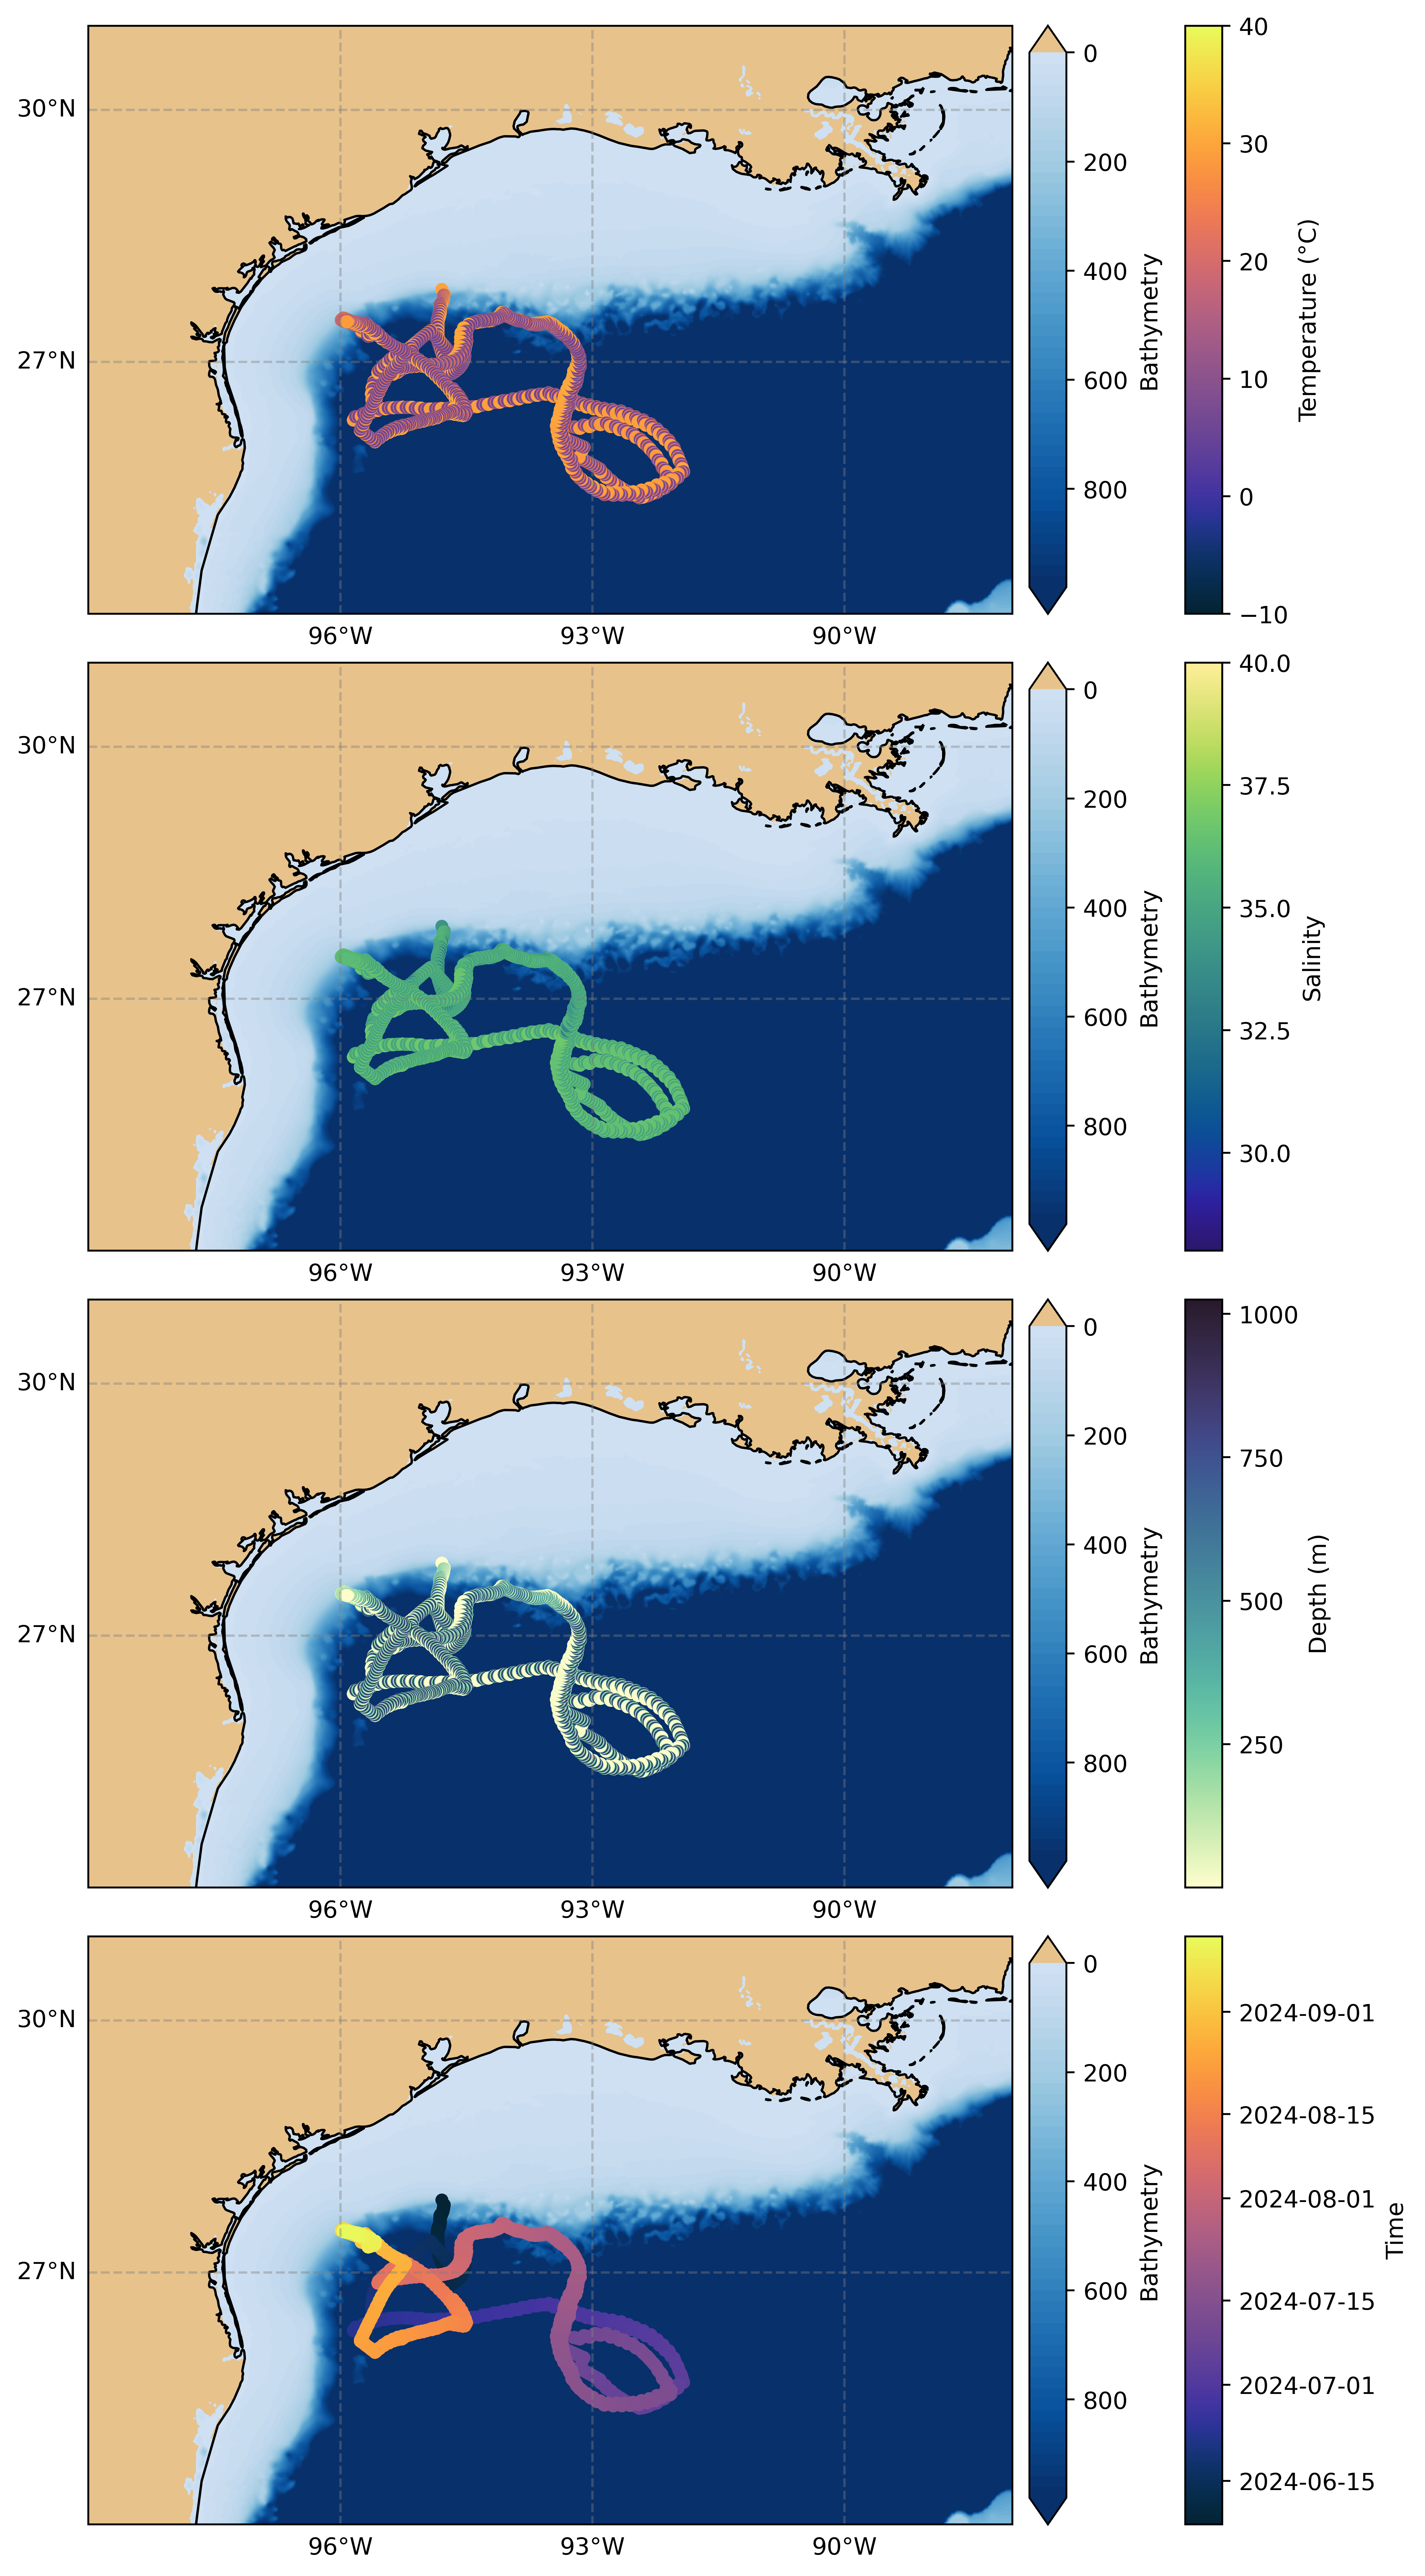 30°N
27°N
96°W
93°W
90°W
0
200
400
600
800
Bathymetry
40
30
20
10
0
−10
Temperature (°C)
30°N
27°N
96°W
93°W
90°W
0
200
400
600
800
Bathymetry
40.0
37.5
35.0
32.5
30.0
Salinity
30°N
27°N
96°W
93°W
90°W
0
200
400
600
800
Bathymetry
1000
750
500
250
Depth (m)
30°N
27°N
96°W
93°W
90°W
0
200
400
600
800
Bathymetry
2024-09-01
2024-08-15
2024-08-01
2024-07-15
2024-07-01
2024-06-15
Time